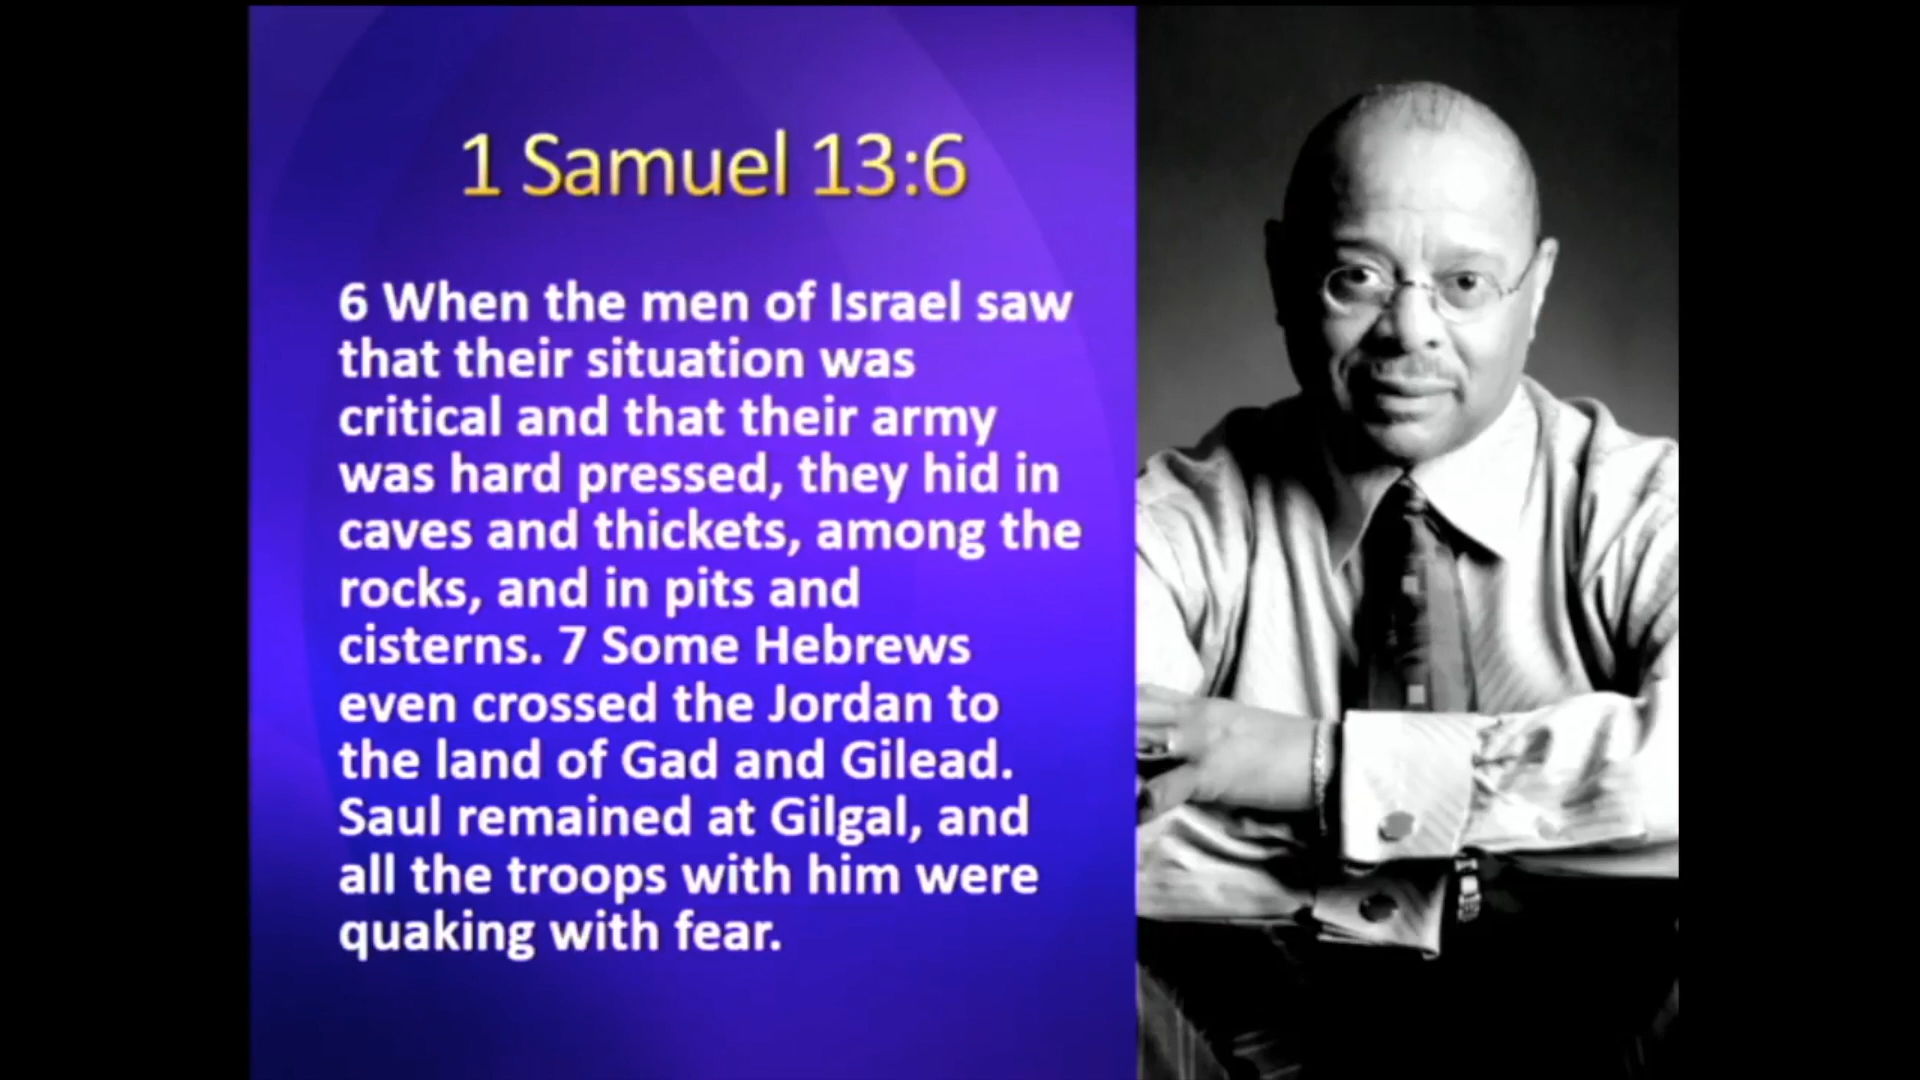 1 Samuel 13:6
6 When the men of Israel saw
that their situation was
critical and that their army
was hard pressed, they hid in
caves and thickets, among the
rocks, and in pits and
cisterns. 7 Some Hebrews
even crossed the Jordan to
the land of Gad and Gilead.
Saul remained at Gilgal, and
all the troops with him were
quaking with fear.